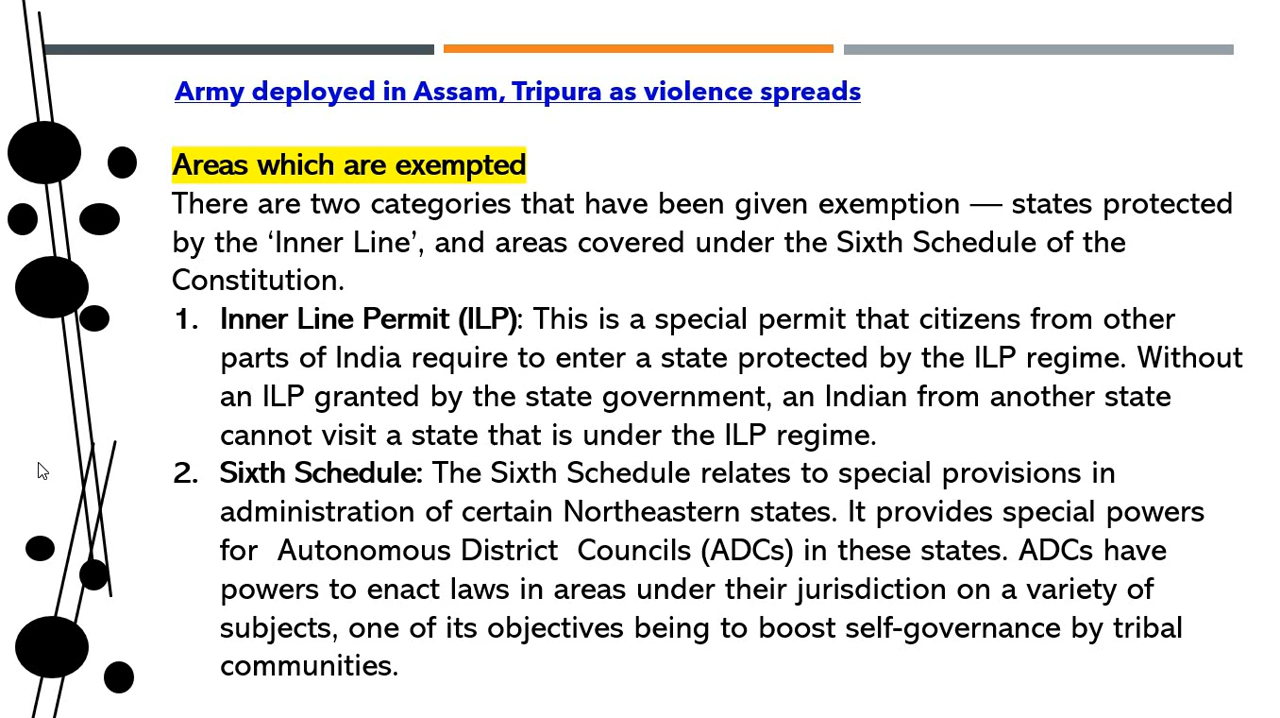 Army deployed in Assam, Tripura as violence spreads
Areas which are exempted
There are two categories that have been given exemption — states protected
by the ‘Inner Line’, and areas covered under the Sixth Schedule of the
Constitution.
1. Inner Line Permit (ILP): This is a special permit that citizens from other
parts of India require to enter a state protected by the ILP regime. Without
an ILP granted by the state government, an Indian from another state
cannot visit a state that is under the ILP regime.
2. Sixth Schedule: The Sixth Schedule relates to special provisions in
administration of certain Northeastern states. It provides special powers
for Autonomous District Councils (ADCs) in these states. ADCs have
powers to enact laws in areas under their jurisdiction on a variety of
subjects, one of its objectives being to boost self-governance by tribal
communities.